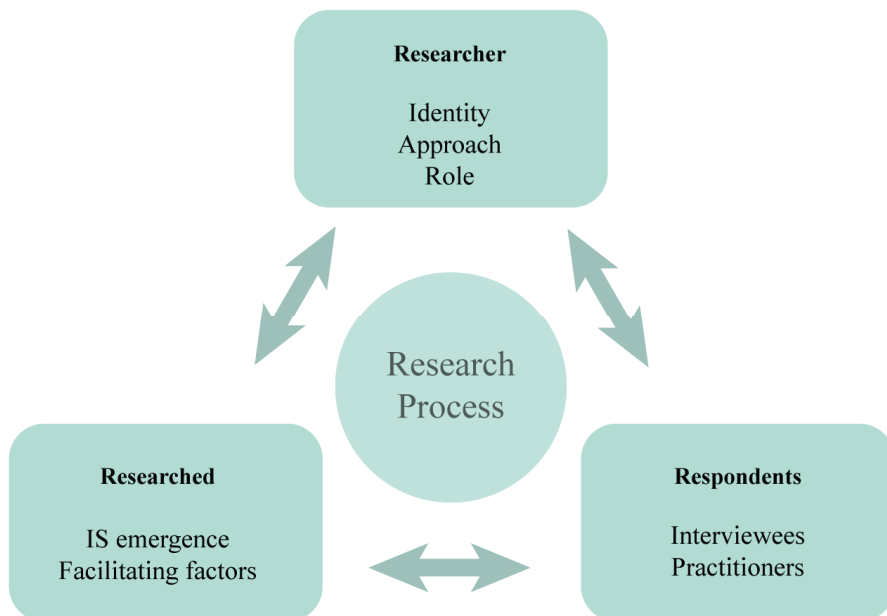 Researcher
Identity
Approach
Role
Research
Process
Researched
IS emergence
Facilitating factors
Respondents
Interviewees
Practitioners